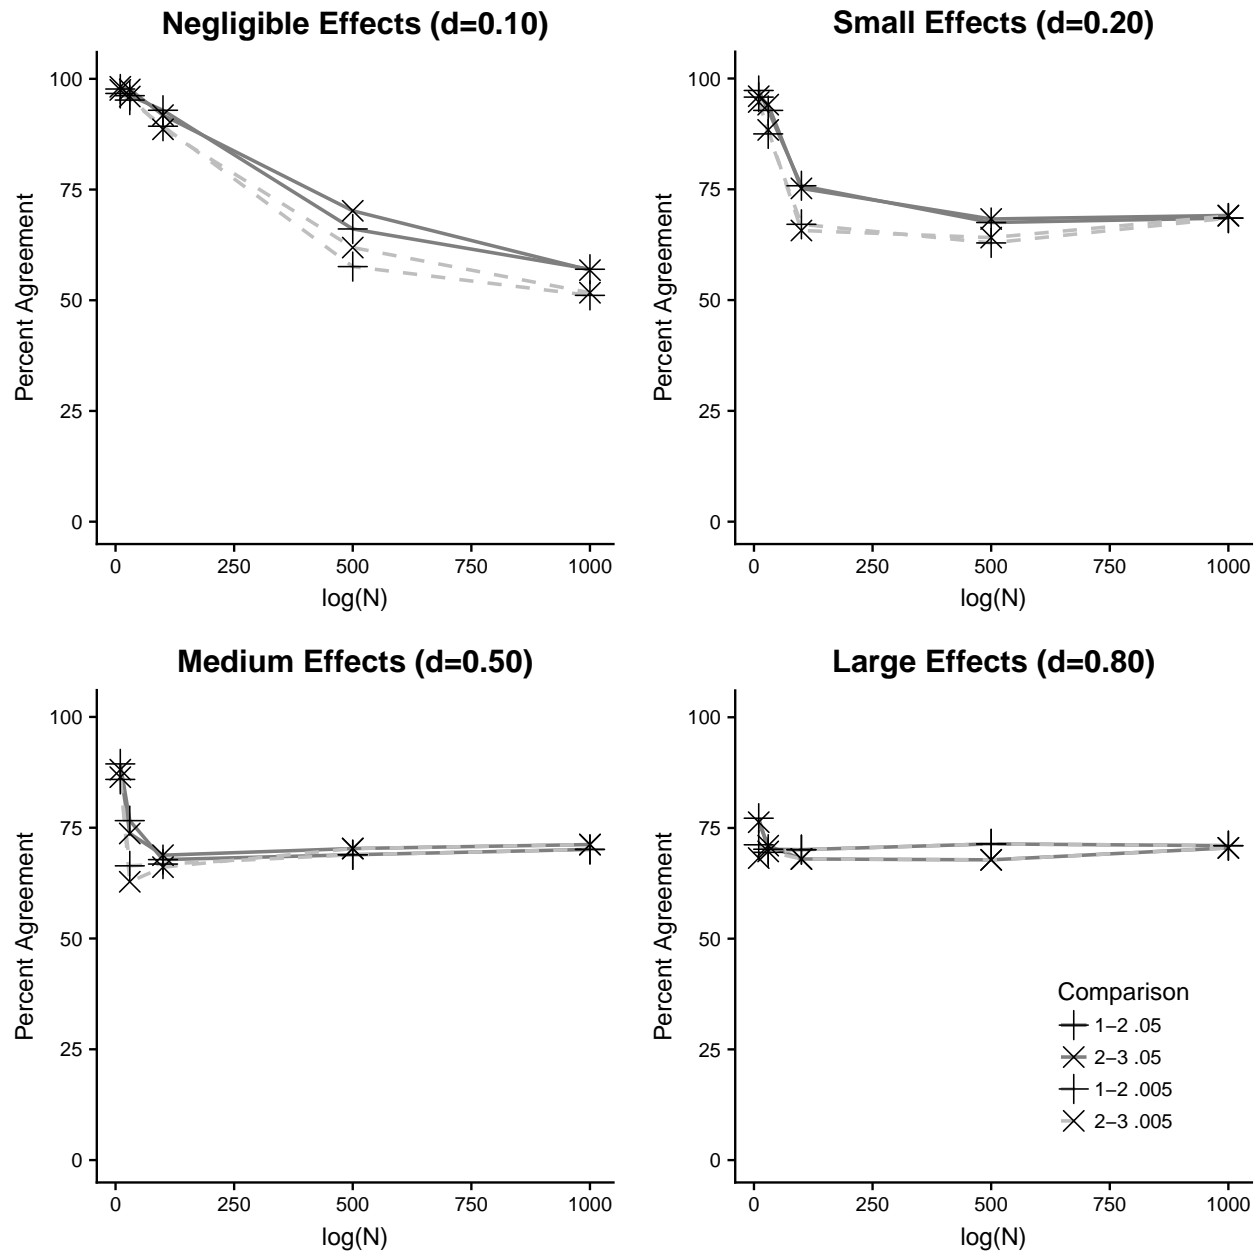 Negligible Effects (d=0.10)
100
75
50
25
0
Percent Agreement
0 250 500 750 1000
log(N)
Small Effects (d=0.20)
100
75
50
25
0
Percent Agreement
0 250 500 750 1000
log(N)
Medium Effects (d=0.50)
100
75
50
25
0
Percent Agreement
0 250 500 750 1000
log(N)
Large Effects (d=0.80)
100
75
50
25
0
Percent Agreement
Comparison
1−2 .05
2−3 .05
1−2 .005
2−3 .005
0 250 500 750 1000
log(N)